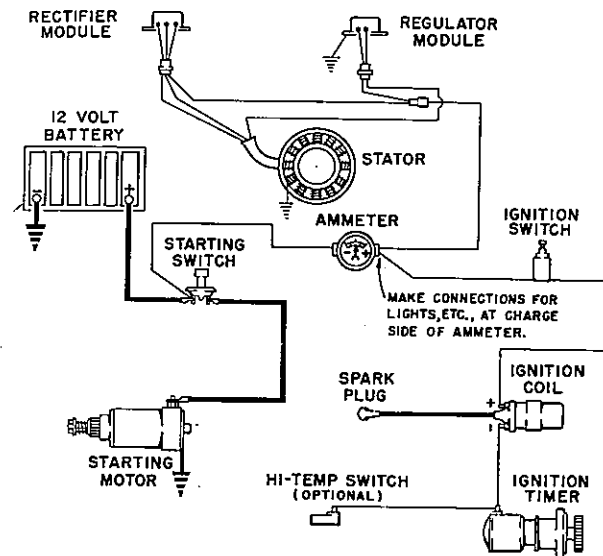 RECTIFIER
MODULE
REGULATOR
MODULE
12 VOLT
BATTERY
- +
STATOR
AMMETER
- +
IGNITION
SWITCH
STARTING
SWITCH
MAKE CONNECTIONS FOR
LIGHTS, ETC., AT CHARGE
SIDE OF AMMETER.
SPARK
PLUG
+
-
IGNITION
COIL
STARTING
MOTOR
HI-TEMP SWITCH
(OPTIONAL)
IGNITION
TIMER